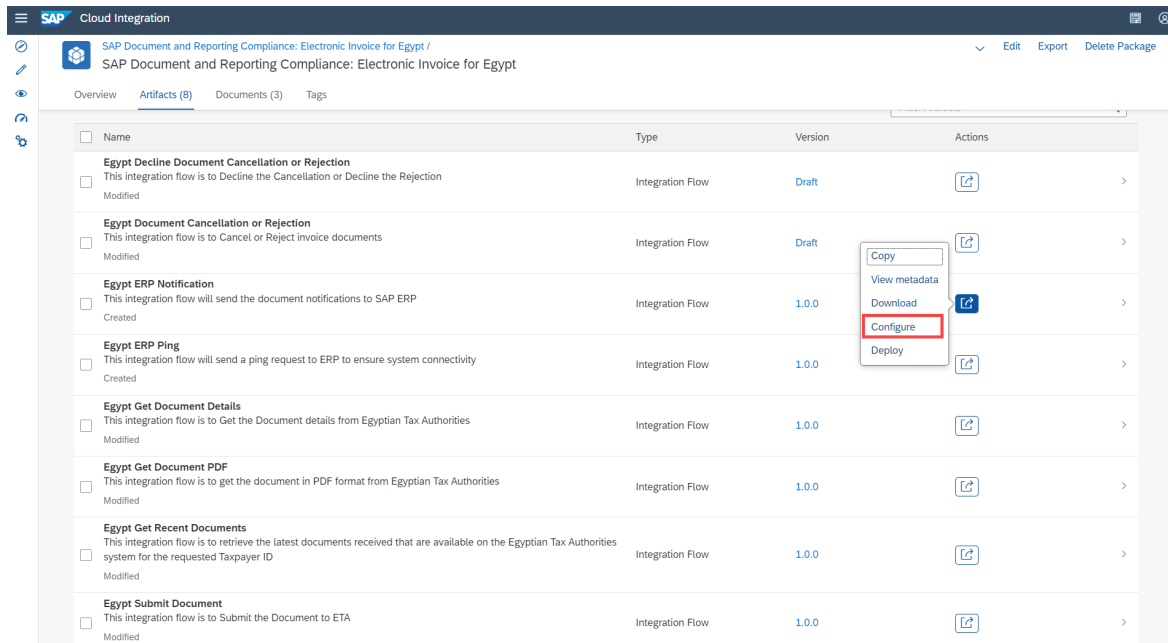 SAP Cloud Integration
SAP Document and Reporting Compliance: Electronic Invoice for Egypt /
Edit Export Delete Package
SAP Document and Reporting Compliance: Electronic Invoice for Egypt
Overview Artifacts (8) Documents (3) Tags
Name Type Version Actions
Egypt Decline Document Cancellation or Rejection
This integration flow is to Decline the Cancellation or Decline the Rejection
Integration Flow Draft
Modified
Egypt Document Cancellation or Rejection
This integration flow is to Cancel or Reject invoice documents
Integration Flow Draft
Modified
Copy
View metadata
Download
Configure
Deploy
Egypt ERP Notification
This integration flow will send the document notifications to SAP ERP
Integration Flow 1.0.0
Created
Egypt ERP Ping
This integration flow will send a ping request to ERP to ensure system connectivity
Integration Flow 1.0.0
Created
Egypt Get Document Details
This integration flow is to Get the Document details from Egyptian Tax Authorities
Integration Flow 1.0.0
Modified
Egypt Get Document PDF
This integration flow is to get the document in PDF format from Egyptian Tax Authorities
Integration Flow 1.0.0
Modified
Egypt Get Recent Documents
This integration flow is to retrieve the latest documents received that are available on the Egyptian Tax Authorities
system for the requested Taxpayer ID
Integration Flow 1.0.0
Modified
Egypt Submit Document
This integration flow is to Submit the Document to ETA
Integration Flow 1.0.0
Modified